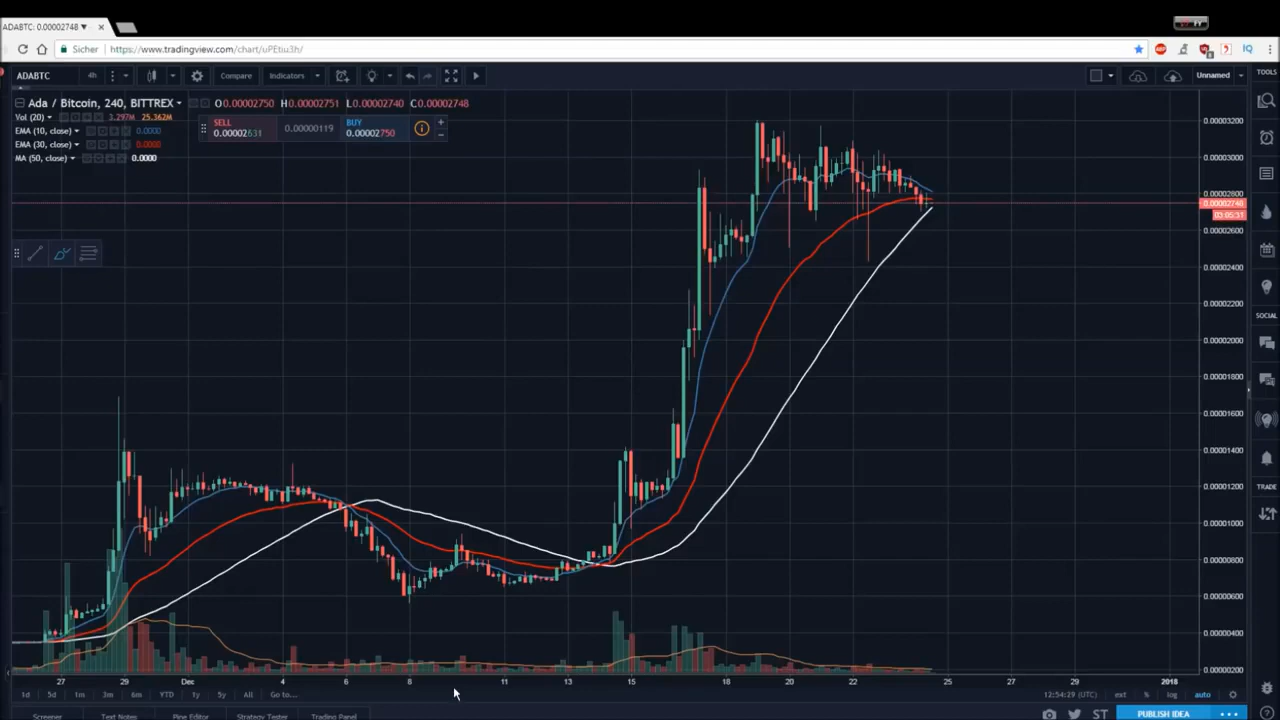 ADABTC: 0.00002748 ▼ ×
Sicher https://www.tradingview.com/chart/uPEtiu3h/
ADABTC 4h Compare Indicators Unnamed TOOLS
Ada / Bitcoin, 240, BITTREX O0.00002750 H0.00002751 L0.00002740 C0.00002748
Vol (20) 3.297M 25.362M
SELL 0.00002631 0.00000119 BUY 0.00002750
EMA (10, close) 0.0000
EMA (30, close) 0.0000
MA (50, close) 0.0000
0.00003200
0.00003000
0.00002800
0.00002748
03:05:31
0.00002600
0.00002400
0.00002200
SOCIAL
0.00002000
0.00001800
0.00001600
0.00001400
0.00001200
TRADE
0.00001000
0.00000800
0.00000600
0.00000400
0.00000200
27 29 Dec 4 6 8 11 13 15 18 20 22 25 27 29 2018
1d 5d 1m 3m 6m YTD 1y 5y All Go to... 12:54:29 (UTC) ext % log auto
Screener Text Notes Pine Editor Strategy Tester Trading Panel ST PUBLISH IDEA